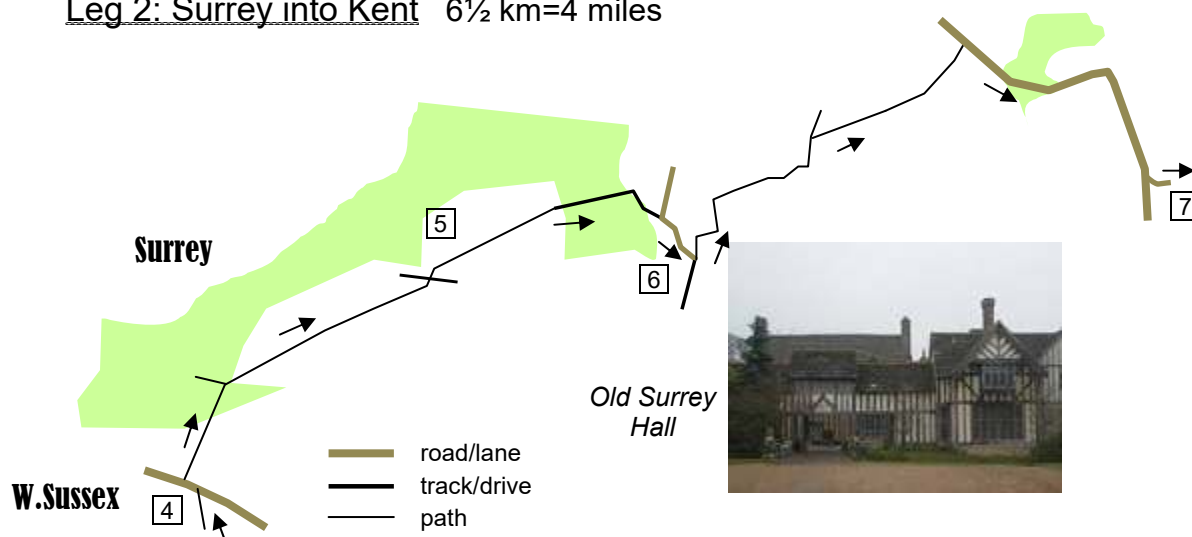 Leg 2: Surrey into Kent 6½ km=4 miles
7
5
Surrey
6
Old Surrey
Hall
road/lane
track/drive
W.Sussex
4
path